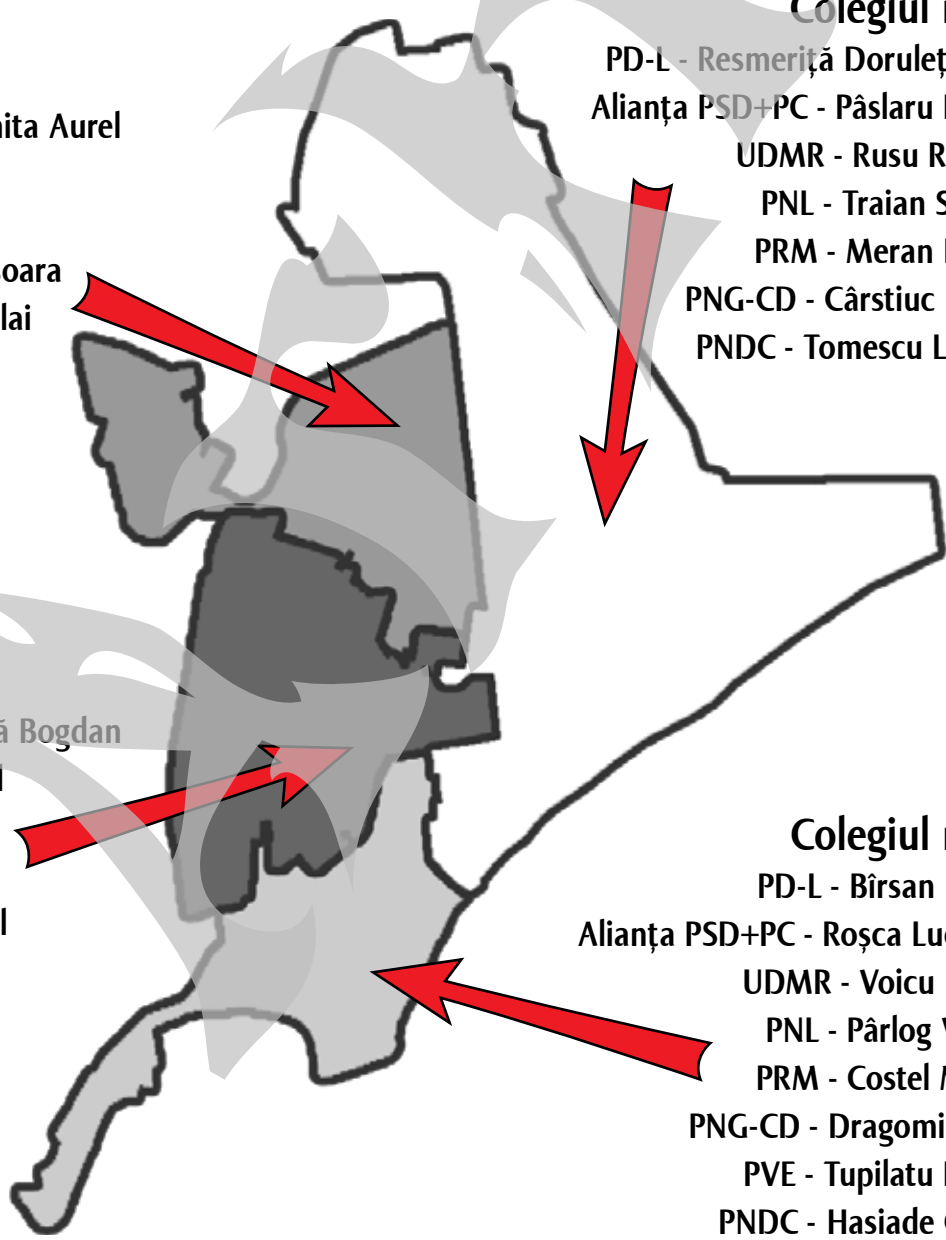 ita Aurel
oara
lai
ă Bogdan
l
l
Colegiul
PD-L - Resmeriță Doruleț
Alianța PSD+PC - Pâslaru
UDMR - Rusu R
PNL - Traian S
PRM - Meran
PNG-CD - Cârstiuc
PNDC - Tomescu L
Colegiul
PD-L - Bîrsan
Alianța PSD+PC - Roșca Luc
UDMR - Voicu
PNL - Pârlog V
PRM - Costel M
PNG-CD - Dragomi
PVE - Tupilatu
PNDC - Hasiade